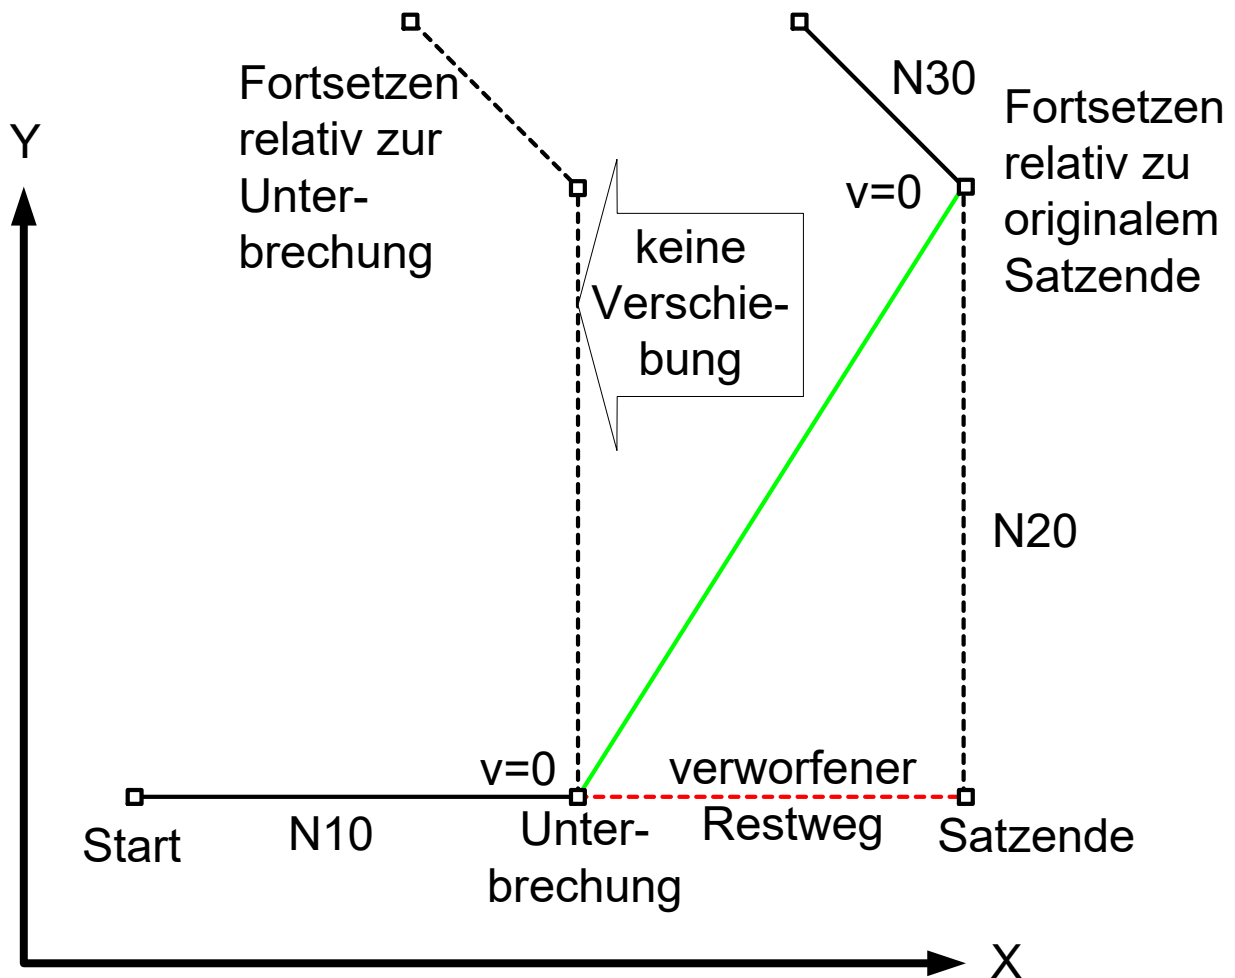 Fortsetzen
relativ zur
Unter-
brechung
N30
Fortsetzen
relativ zu
originalem
Satzende
Y
v=0
keine
Verschie-
bung
N20
v=0
verworfener
Restweg
Start
N10
Unter-
brechung
Satzende
X